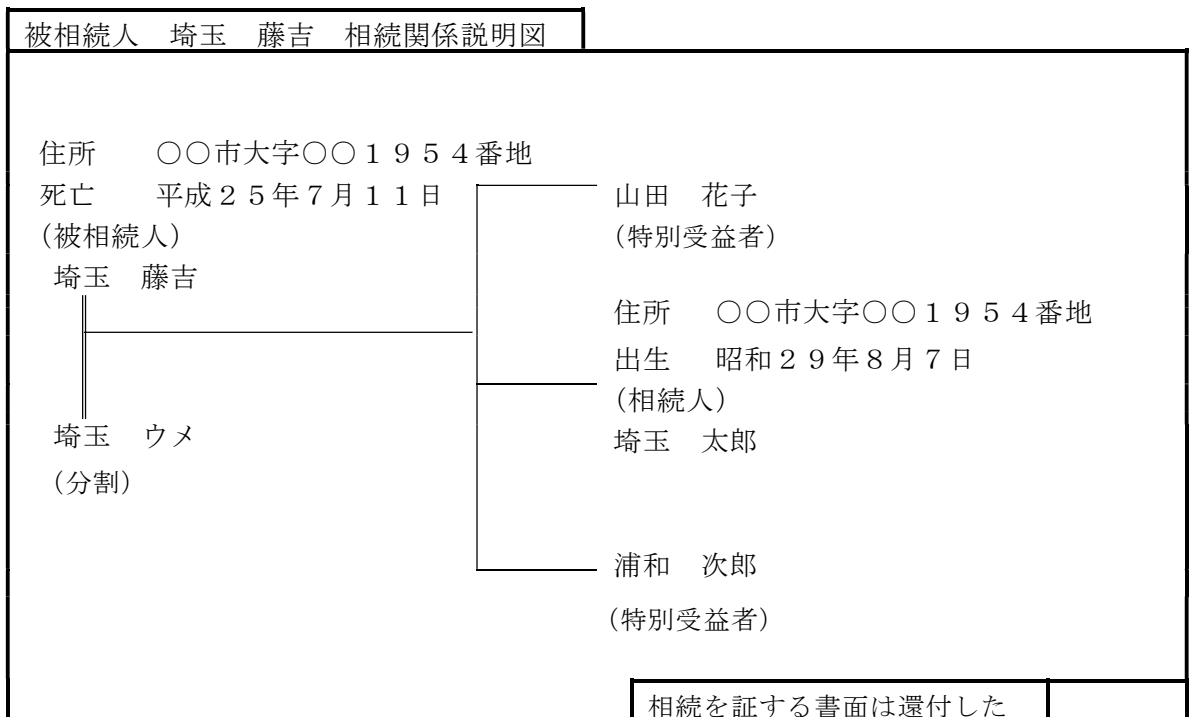 被相続人　埼玉　藤吉　相続関係説明図
住所　　○○市大字○○１９５４番地
死亡　　平成２５年７月１１日
（被相続人）
埼玉　藤吉
埼玉　ウメ
（分割）
山田　花子
（特別受益者）
住所　　○○市大字○○１９５４番地
出生　　昭和２９年８月７日
（相続人）
埼玉　太郎
浦和　次郎
（特別受益者）
相続を証する書面は還付した